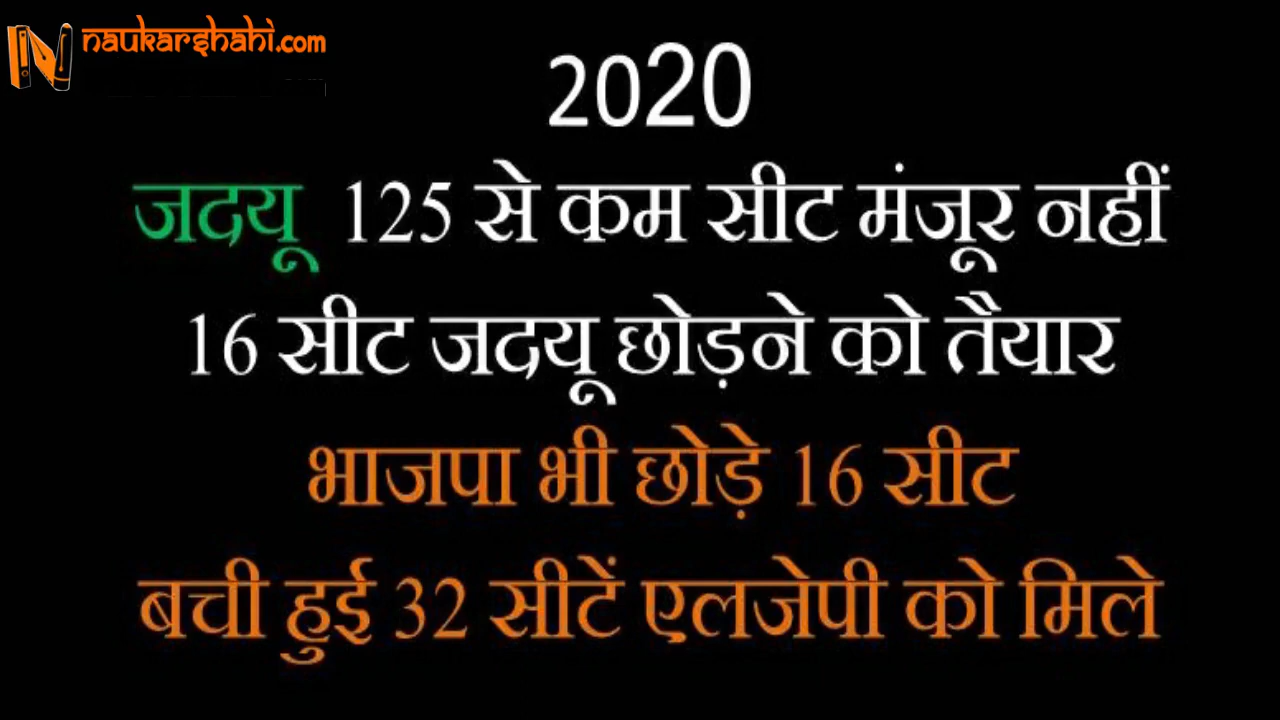 naukarshahi.com
2020
जदयू 125 से कम सीट मंजूर नहीं
16 सीट जदयू छोड़ने को तैयार
भाजपा भी छोड़े 16 सीट
बची हुई 32 सीटें एलजेपी को मिले